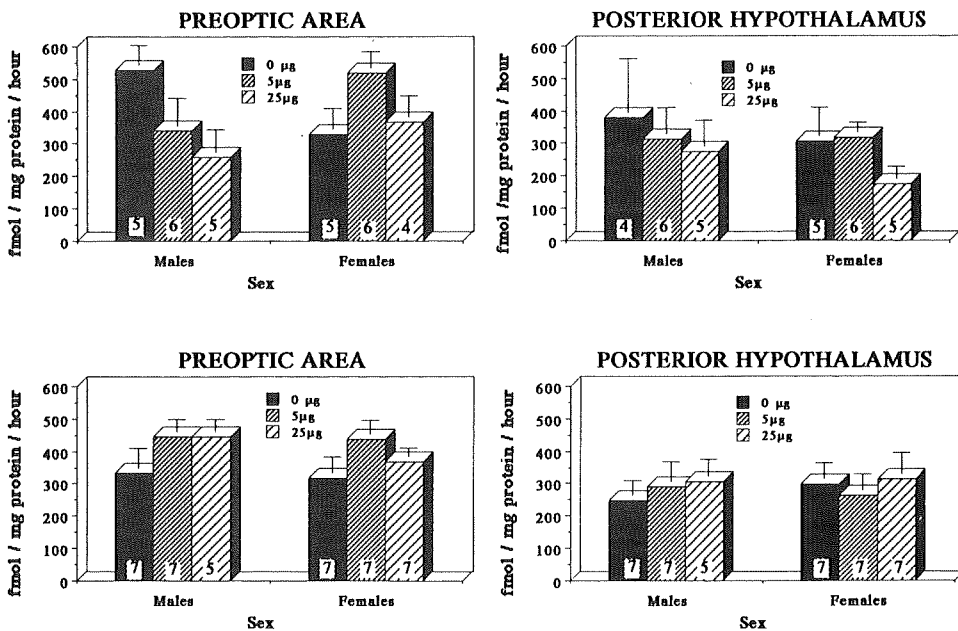 PREOPTIC AREA
fmol / mg protein / hour
600
500
400
300
200
100
0
0 µg
5µg
25µg
5
6
5
5
6
4
Males
Females
Sex
POSTERIOR HYPOTHALAMUS
fmol /mg protein / hour
600
500
400
300
200
100
0
0 µg
5µg
25µg
4
6
5
5
6
5
Males
Females
Sex
PREOPTIC AREA
fmol / mg protein / hour
600
500
400
300
200
100
0
0 µg
5µg
25µg
7
7
5
7
7
7
Males
Females
Sex
POSTERIOR HYPOTHALAMUS
fmol / mg protein / hour
600
500
400
300
200
100
0
0 µg
5µg
25µg
7
7
5
7
7
7
Males
Females
Sex